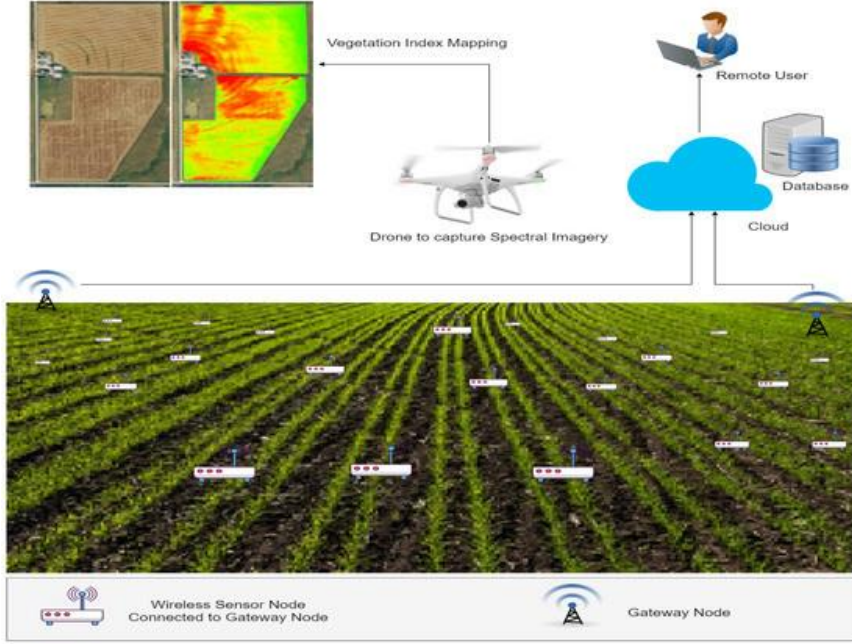 Vegetation Index Mapping
Remote User
Database
Drone to capture Spectral Imagery
Cloud
Wireless Sensor Node
Connected to Gateway Node
Gateway Node